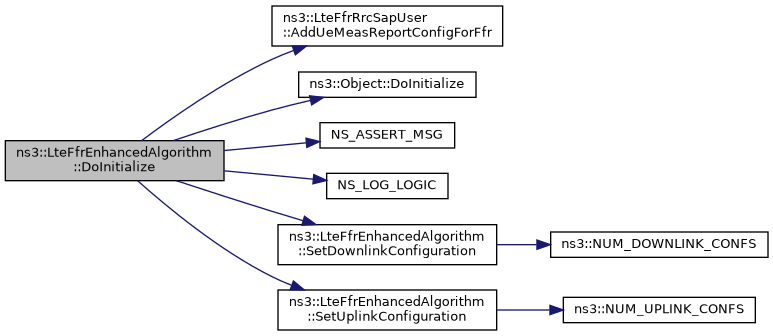 ns3::LteFfrRrcSapUser
::AddUeMeasReportConfigForFfr
ns3::Object::DoInitialize
ns3::LteFfrEnhancedAlgorithm
::DoInitialize
NS_ASSERT_MSG
NS_LOG_LOGIC
ns3::LteFfrEnhancedAlgorithm
::SetDownlinkConfiguration
ns3::NUM_DOWNLINK_CONFS
ns3::LteFfrEnhancedAlgorithm
::SetUplinkConfiguration
ns3::NUM_UPLINK_CONFS